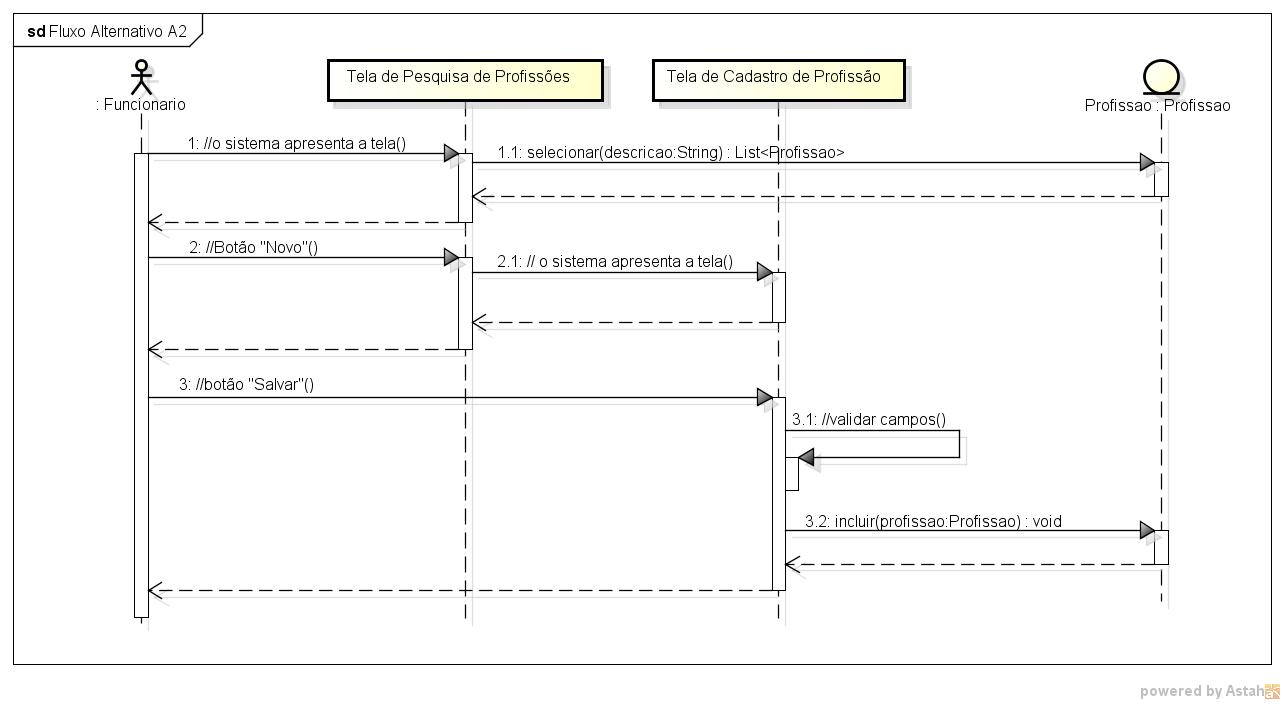 sd Fluxo Alternativo A2
Tela de Pesquisa de Profissões
Tela de Cadastro de Profissão
: Funcionario
Profissao : Profissao
1: //o sistema apresenta a tela()
1.1: selecionar(descricao:String) : List<Profissao>
2: //Botão "Novo"()
2.1: // o sistema apresenta a tela()
3: //botão "Salvar"()
3.1: //validar campos()
3.2: incluir(profissao:Profissao) : void
powered by Astah